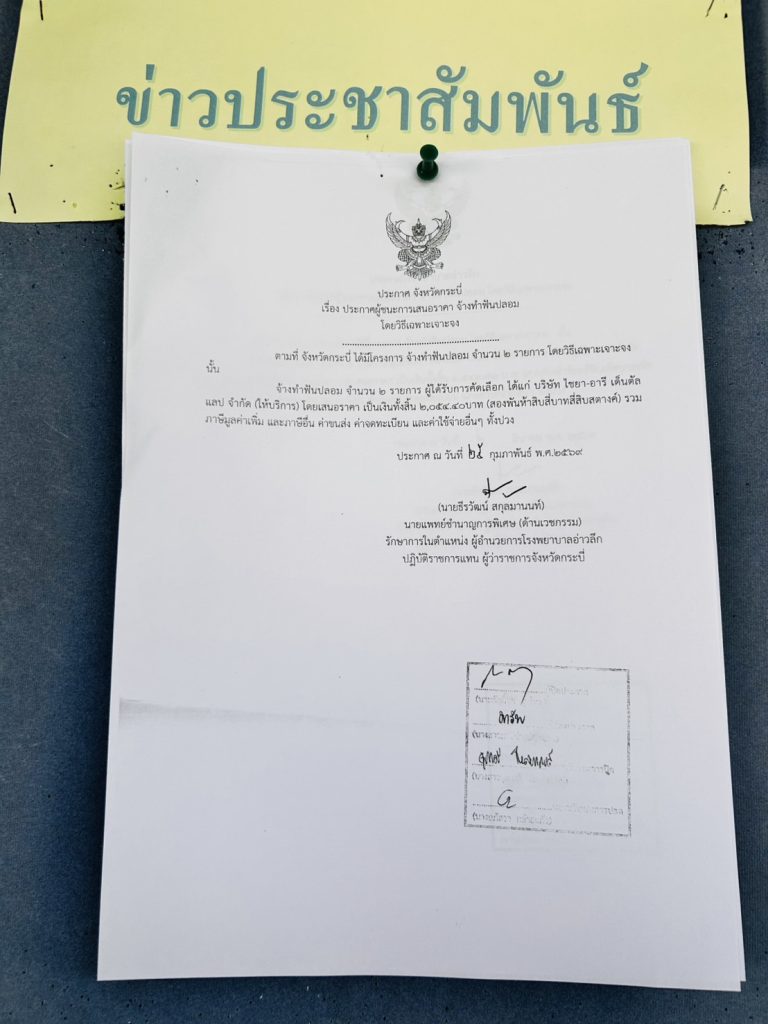 ข่าวประชาสัมพันธ์
ประกาศ จังหวัดกระบี่
เรื่อง ประกาศผู้ชนะการเสนอราคา จ้างทำฟันปลอม
โดยวิธีเฉพาะเจาะจง
ตามที่ จังหวัดกระบี่ ได้มีโครงการ จ้างทำฟันปลอม จำนวน ๒ รายการ โดยวิธีเฉพาะเจาะจง
นั้น
จ้างทำฟันปลอม จำนวน ๒ รายการ ผู้ได้รับการคัดเลือก ได้แก่ บริษัท ไชยา-อารี เด็นตัล
แลป จำกัด (ให้บริการ) โดยเสนอราคา เป็นเงินทั้งสิ้น ๒,๐๕๔.๔๐บาท (สองพันห้าสิบสี่บาทสี่สิบสตางค์) รวม
ภาษีมูลค่าเพิ่ม และภาษีอื่น ค่าขนส่ง ค่าจดทะเบียน และค่าใช้จ่ายอื่นๆ ทั้งปวง
ประกาศ ณ วันที่ กุมภาพันธ์ พ.ศ.๒๕๖๙
(นายธีรวัฒน์ สกุลมานนท์)
นายแพทย์ชำนาญการพิเศษ (ด้านเวชกรรม)
รักษาการในตำแหน่ง ผู้อำนวยการโรงพยาบาลอ่าวลึก
ปฏิบัติราชการแทน ผู้ว่าราชการจังหวัดกระบี่